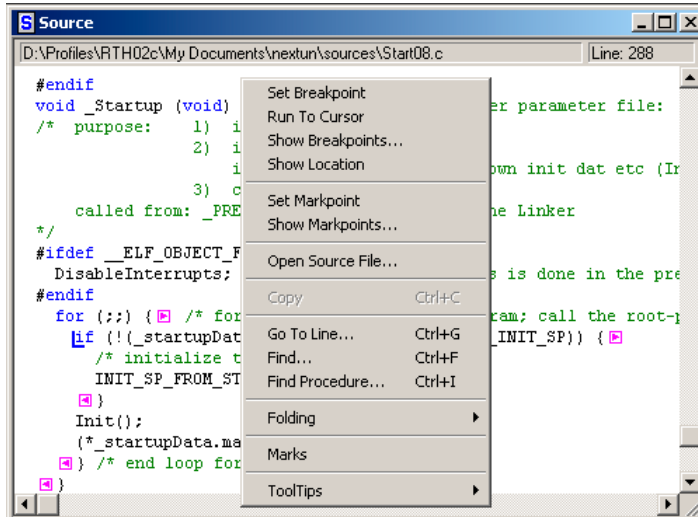 Source
D:\Profiles\RTH02c\My Documents\nextun\sources\Start08.c Line: 288
#endif
void _Startup (void) er parameter file:
/* purpose: 1) i
2) i
i own init dat etc (In
3) c
called from: _PRE he Linker
*/
#ifdef __ELF_OBJECT_F
DisableInterrupts; s is done in the pre
#endif
for (;;) { /* for ram; call the root-p
if (!(_startupDat _INIT_SP)) {
/* initialize t
INIT_SP_FROM_ST
}
Init();
(*_startupData.ma
} /* end loop for
}
Set Breakpoint
Run To Cursor
Show Breakpoints...
Show Location
Set Markpoint
Show Markpoints...
Open Source File...
Copy Ctrl+C
Go To Line... Ctrl+G
Find... Ctrl+F
Find Procedure... Ctrl+I
Folding
Marks
ToolTips